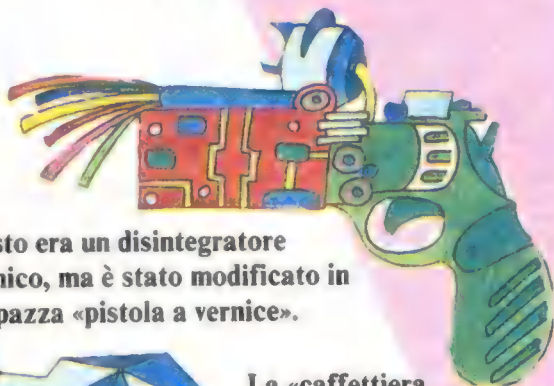 sto era un disintegratore
nico, ma è stato modificato in
pazza «pistola a vernice».
La «caffettiera